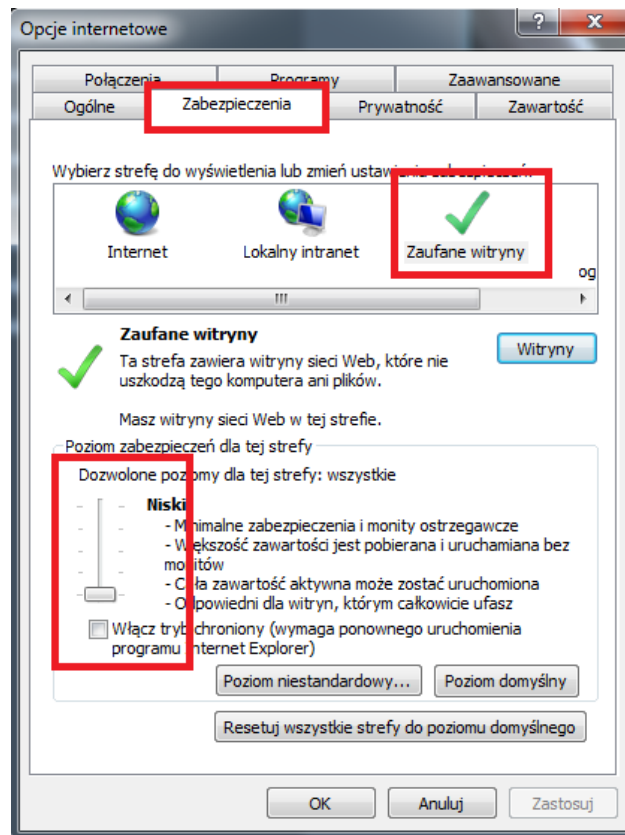 Opcje internetowe
Połączenia Programy Zaawansowane
Ogólne Zabezpieczenia Prywatność Zawartość
Wybierz strefę do wyświetlenia lub zmień ustawienia zabezpieczeń.
Internet Lokalny intranet Zaufane witryny
og
Zaufane witryny
Witryny
Ta strefa zawiera witryny sieci Web, które nie
uszkodzą tego komputera ani plików.
Masz witryny sieci Web w tej strefie.
Poziom zabezpieczeń dla tej strefy
Dozwolone poziomy dla tej strefy: wszystkie
Niski
- Minimalne zabezpieczenia i monity ostrzegawcze
- Większość zawartości jest pobierana i uruchamiana bez
monitów
- Cała zawartość aktywna może zostać uruchomiona
- Odpowiedni dla witryn, którym całkowicie ufasz
Włącz tryb chroniony (wymaga ponownego uruchomienia
programu Internet Explorer)
Poziom niestandardowy... Poziom domyślny
Resetuj wszystkie strefy do poziomu domyślnego
OK Anuluj Zastosuj